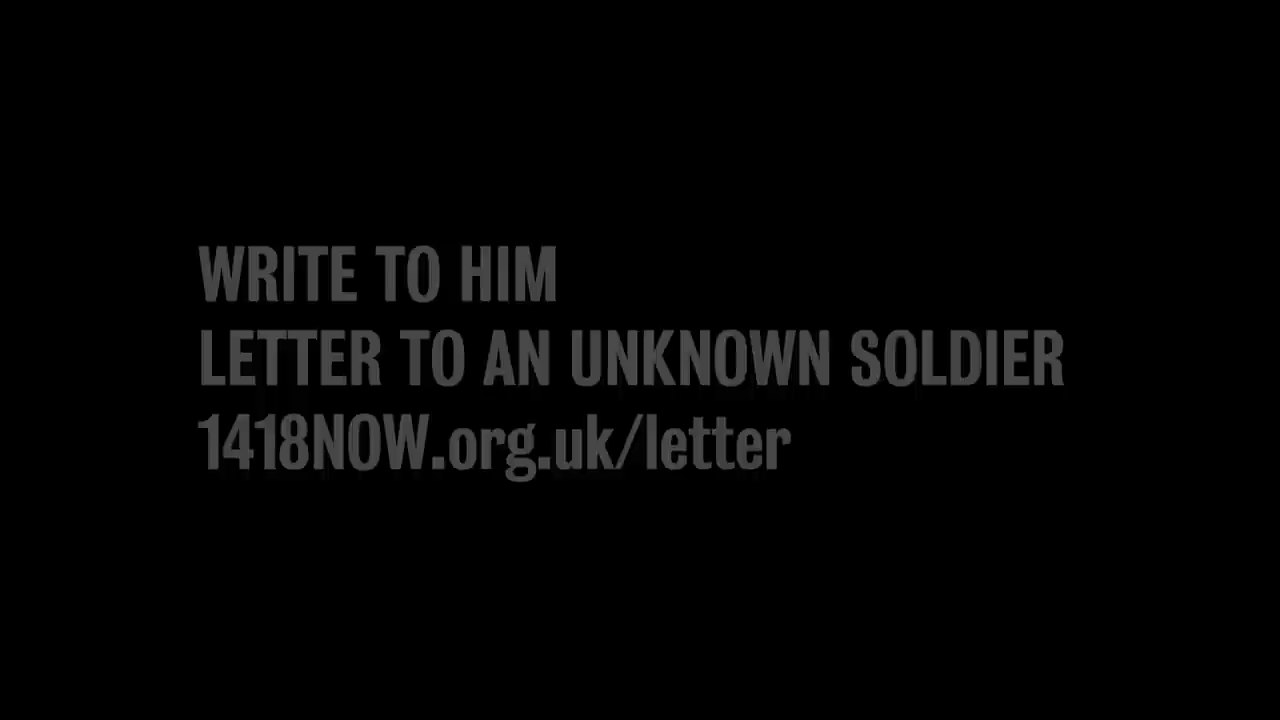 WRITE TO HIM
LETTER TO AN UNKNOWN SOLDIER
1418NOW.org.uk/letter